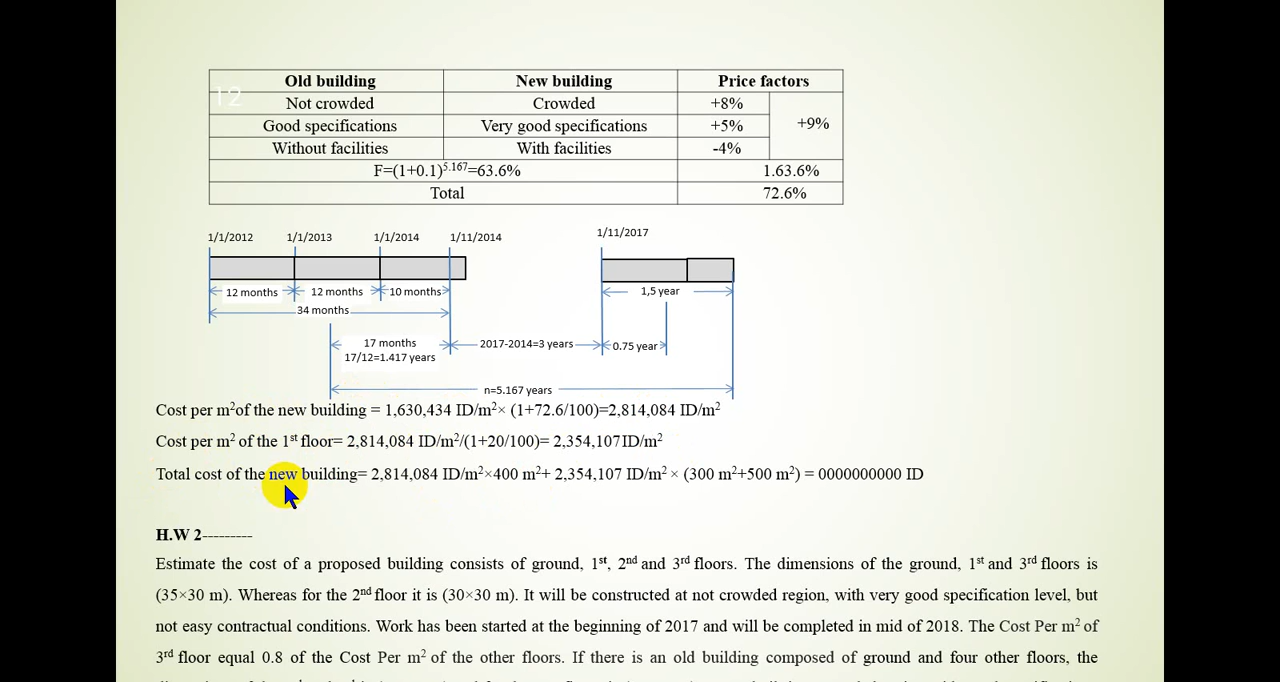 12
Old building New building Price factors
Not crowded Crowded +8%
Good specifications Very good specifications +5% +9%
Without facilities With facilities -4%
F=(1+0.1)^5.167=63.6% 1.63.6%
Total 72.6%
1/1/2012 1/1/2013 1/1/2014 1/11/2014 1/11/2017
12 months 12 months 10 months 1,5 year
34 months
17 months 2017-2014=3 years 0.75 year
17/12=1.417 years
n=5.167 years
Cost per m²of the new building = 1,630,434 ID/m²× (1+72.6/100)=2,814,084 ID/m²
Cost per m² of the 1st floor= 2,814,084 ID/m²/(1+20/100)= 2,354,107ID/m²
Total cost of the new building= 2,814,084 ID/m²×400 m²+ 2,354,107 ID/m² × (300 m²+500 m²) = 0000000000 ID
H.W 2---------
Estimate the cost of a proposed building consists of ground, 1st, 2nd and 3rd floors. The dimensions of the ground, 1st and 3rd floors is
(35×30 m). Whereas for the 2nd floor it is (30×30 m). It will be constructed at not crowded region, with very good specification level, but
not easy contractual conditions. Work has been started at the beginning of 2017 and will be completed in mid of 2018. The Cost Per m² of
3rd floor equal 0.8 of the Cost Per m² of the other floors. If there is an old building composed of ground and four other floors, the